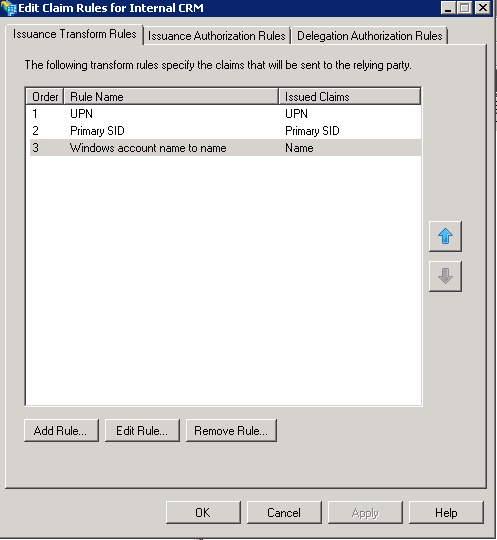 Edit Claim Rules for Internal CRM
Issuance Transform Rules Issuance Authorization Rules Delegation Authorization Rules
The following transform rules specify the claims that will be sent to the relying party.
Order Rule Name Issued Claims
1 UPN UPN
2 Primary SID Primary SID
3 Windows account name to name Name
Add Rule... Edit Rule... Remove Rule...
OK Cancel Apply Help